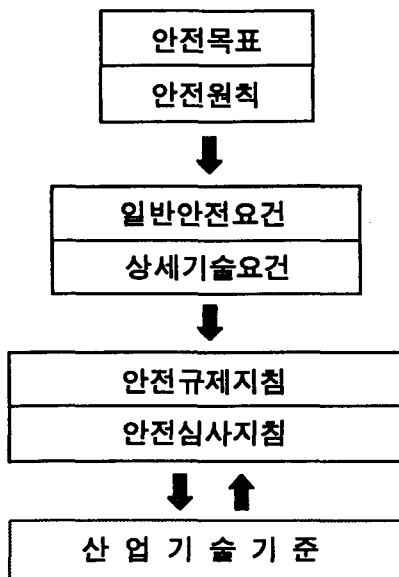 안전목표
안전원칙
일반안전요건
상세기술요건
안전규제지침
안전심사지침
산 업 기 술 기 준